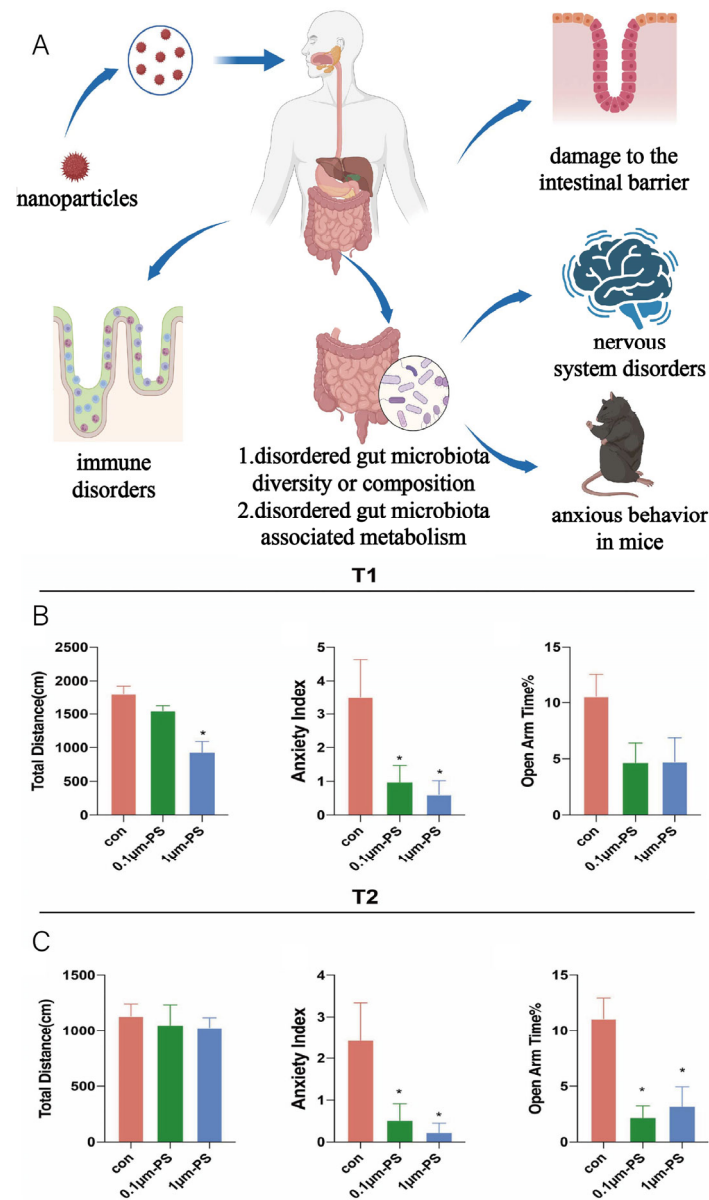 A
nanoparticles
damage to the
intestinal barrier
nervous
system disorders
immune
disorders
1.disordered gut microbiota
diversity or composition
2.disordered gut microbiota
associated metabolism
anxious behavior
in mice
T1
B
Total Distance(cm)
2500
2000
1500
1000
500
0
*
con
0.1μm-PS
1μm-PS
Anxiety Index
5
4
3
2
1
0
*
*
con
0.1μm-PS
1μm-PS
Open Arm Time%
15
10
5
0
con
0.1μm-PS
1μm-PS
T2
C
Total Distance(cm)
1500
1000
500
0
con
0.1μm-PS
1μm-PS
Anxiety Index
4
3
2
1
0
*
*
con
0.1μm-PS
1μm-PS
Open Arm Time%
15
10
5
0
*
*
con
0.1μm-PS
1μm-PS